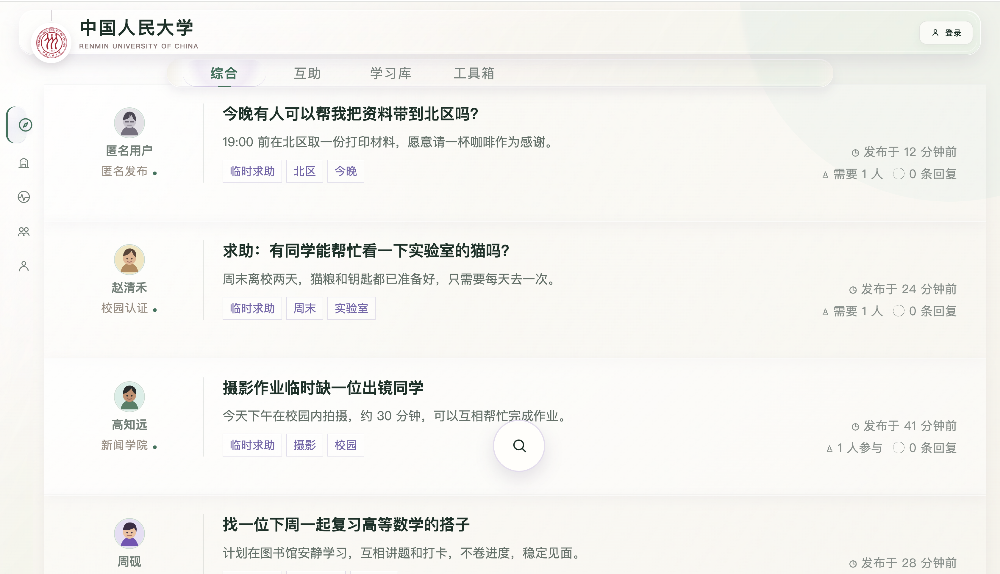 中国人民大学
RENMIN UNIVERSITY OF CHINA
RENMIN UNIVERSITY OF CHINA
1937
中国人民大学
登录
综合
互助
学习库
工具箱
匿名用户
匿名发布
今晚有人可以帮我把资料带到北区吗?
19:00 前在北区取一份打印材料，愿意请一杯咖啡作为感谢。
临时求助
北区
今晚
发布于 12 分钟前
需要 1 人 0 条回复
赵清禾
校园认证
求助：有同学能帮忙看一下实验室的猫吗?
周末离校两天，猫粮和钥匙都已准备好，只需要每天去一次。
临时求助
周末
实验室
发布于 24 分钟前
需要 1 人 0 条回复
高知远
新闻学院
摄影作业临时缺一位出镜同学
今天下午在校园内拍摄，约 30 分钟，可以互相帮忙完成作业。
临时求助
摄影
校园
发布于 41 分钟前
1 人参与 0 条回复
周砚
找一位下周一起复习高等数学的搭子
计划在图书馆安静学习，互相讲题和打卡，不卷进度，稳定见面。
发布于 28 分钟前